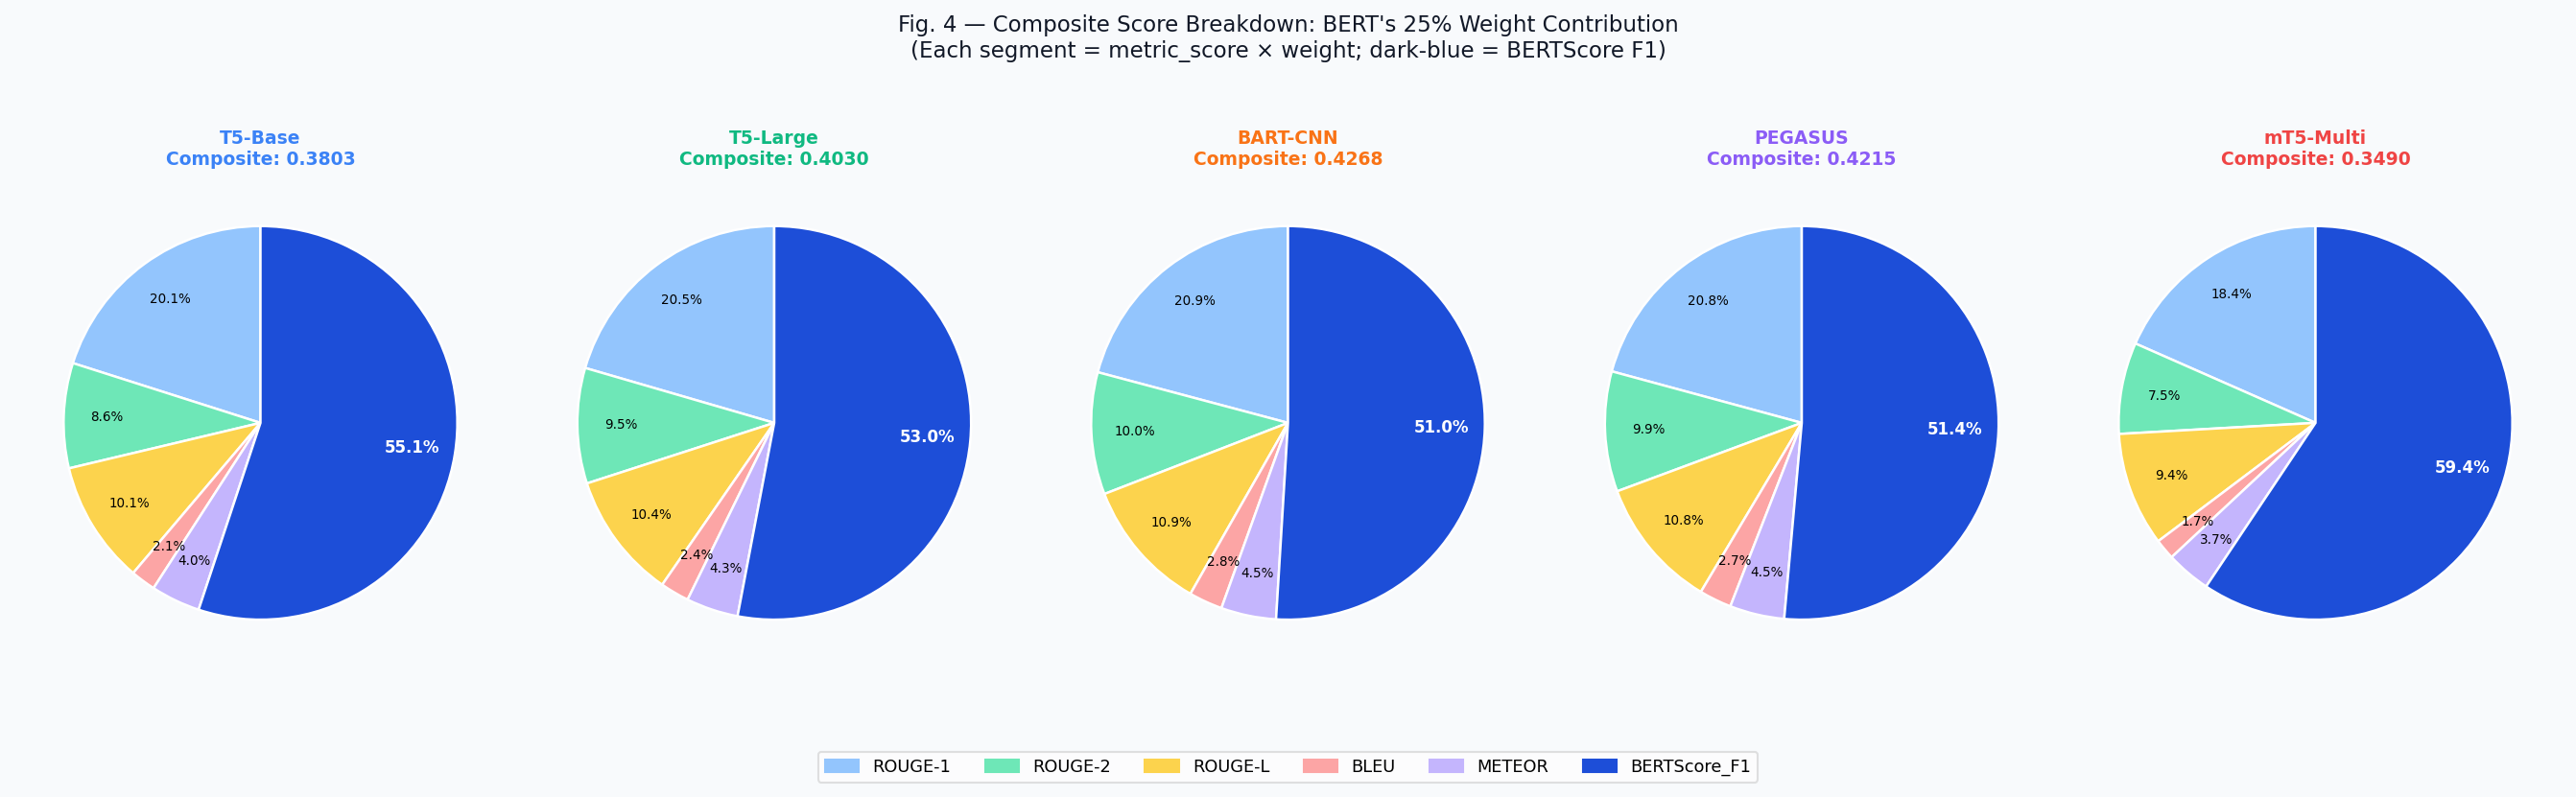 Fig. 4 — Composite Score Breakdown: BERT's 25% Weight Contribution
(Each segment = metric_score × weight; dark-blue = BERTScore F1)
T5-Base
Composite: 0.3803
20.1%
8.6%
10.1%
2.1%
4.0%
55.1%
T5-Large
Composite: 0.4030
20.5%
9.5%
10.4%
2.4%
4.3%
53.0%
BART-CNN
Composite: 0.4268
20.9%
10.0%
10.9%
2.8%
4.5%
51.0%
PEGASUS
Composite: 0.4215
20.8%
9.9%
10.8%
2.7%
4.5%
51.4%
mT5-Multi
Composite: 0.3490
18.4%
7.5%
9.4%
1.7%
3.7%
59.4%
ROUGE-1 ROUGE-2 ROUGE-L BLEU METEOR BERTScore_F1